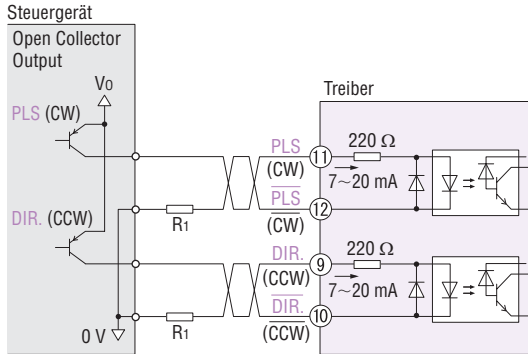 Steuergerät
Open Collector
Output
Vo
PLS (CW)
DIR. (CCW)
0 V
R1
R1
Treiber
PLS
(CW)
11
220 Ω
7~20 mA
PLS
(CW)
12
DIR.
(CCW)
9
220 Ω
7~20 mA
DIR.
(CCW)
10